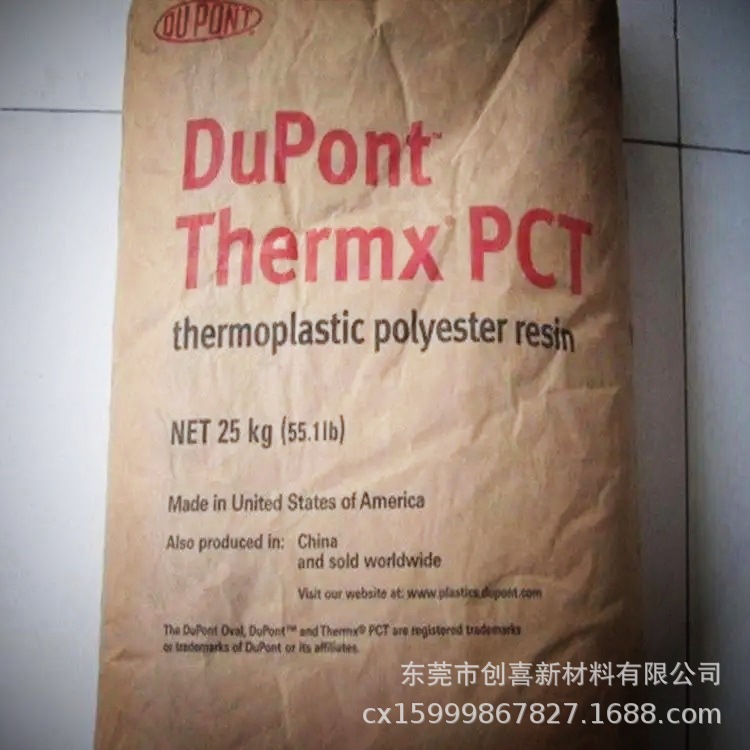 DU PONT
DuPont™
Thermx® PCT
thermoplastic polyester resin
NET 25 kg (55.1lb)
Made in United States of America
Also produced in: China
and sold worldwide
Visit our website at: www.plastics.dupont.com
The DuPont Oval, DuPont™ and Thermx® PCT are registered trademarks
or trademarks of DuPont or its affiliates.
东莞市创喜新材料有限公司
cx15999867827.1688.com